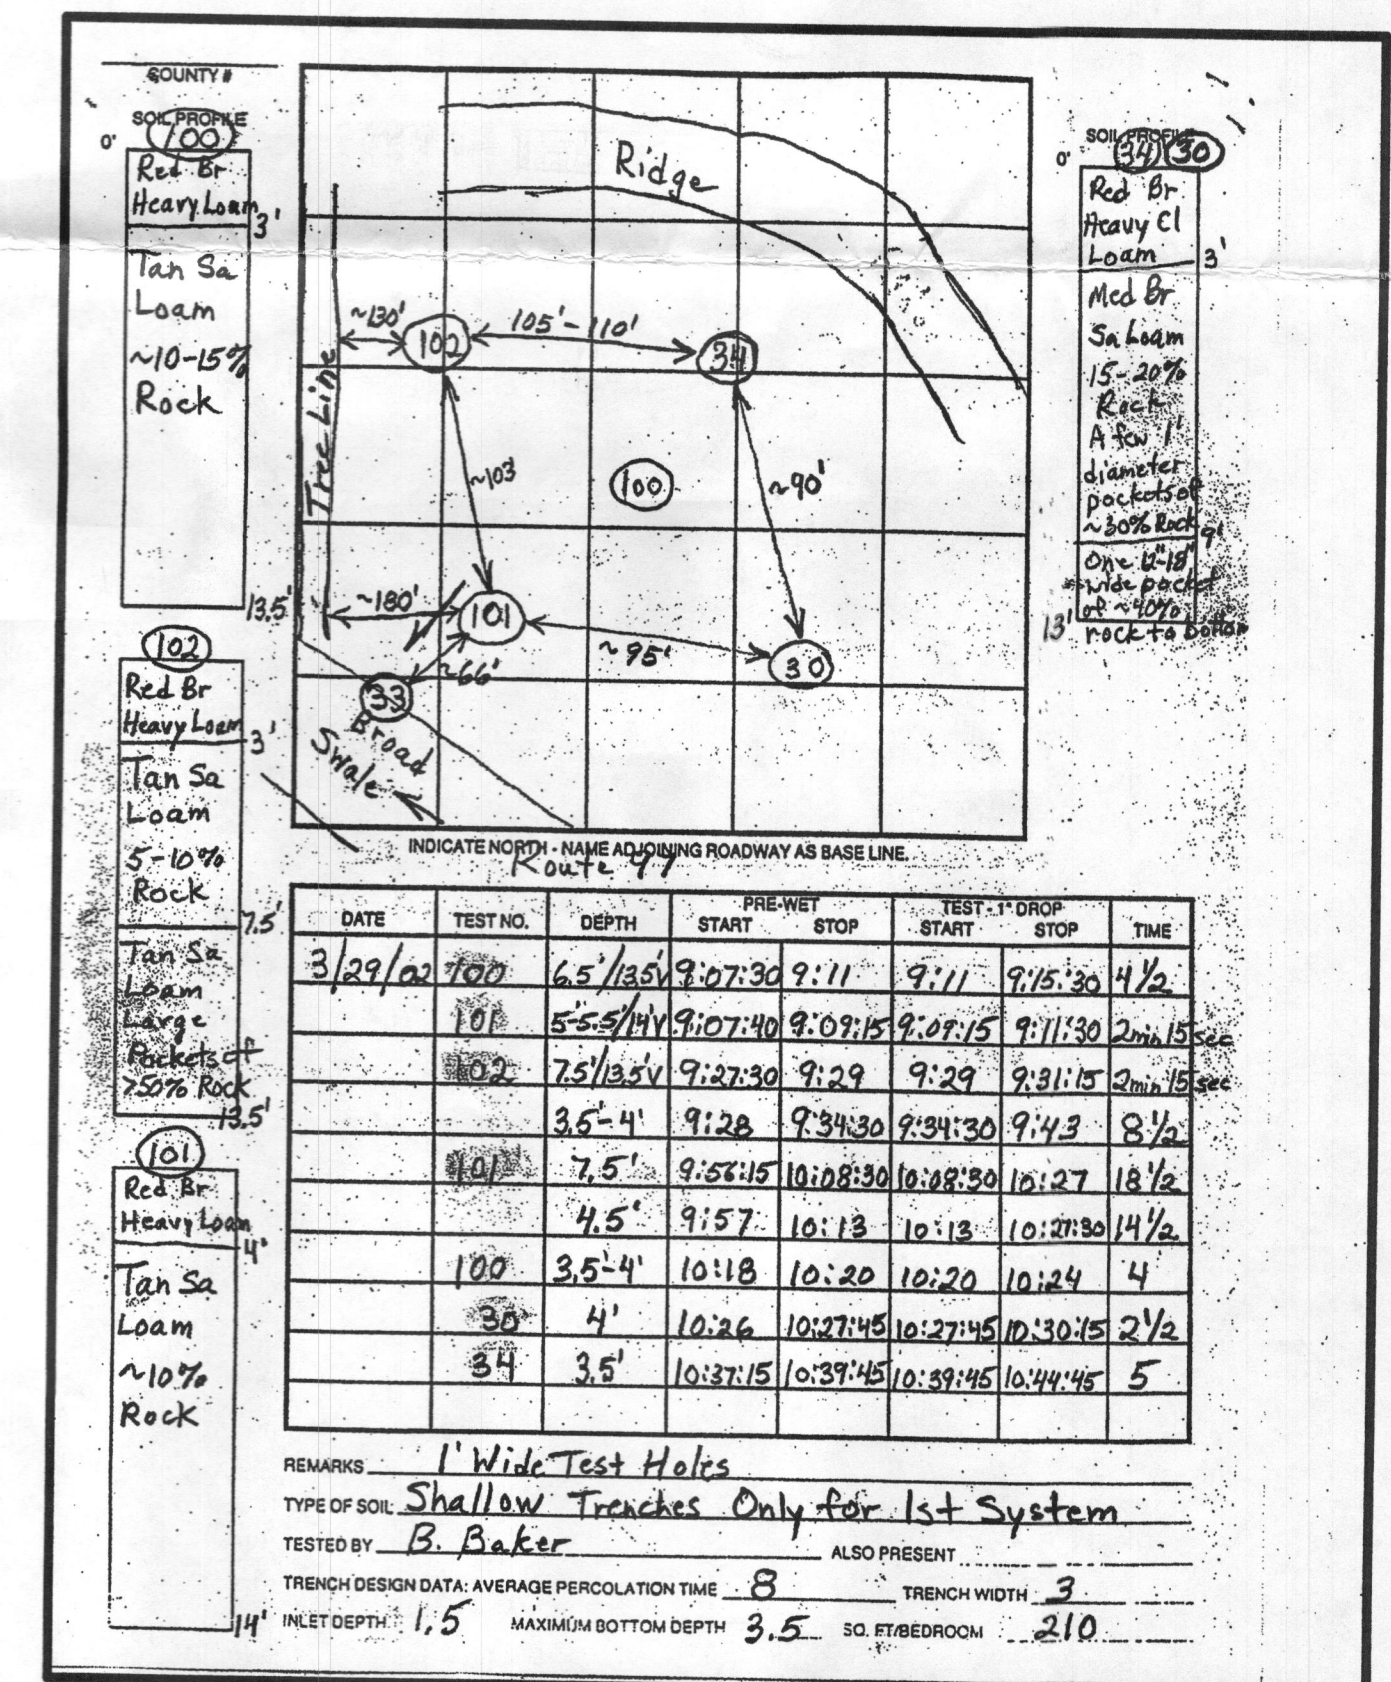 COUNTY #
SOIL PROFILE
100
0'
Red Br
Heavy Loam
3'
Tan Sa
Loam
~10-15%
Rock
13.5'
102
Red Br
Heavy Loam
3'
Tan Sa
Loam
5-10%
Rock
7.5'
Tan Sa
Loam
Large
Pockets of
>50% Rock
13.5'
101
Red Br
Heavy Loam
4'
Tan Sa
Loam
~10%
Rock
14'
Ridge
~130'
102
105'-110'
34
Tree Line
~103'
100
~90'
~180'
101
~95'
30
~66'
33
Broad
Swale
SOIL PROFILE
34 30
0'
Red Br
Heavy Cl
Loam
3'
Med Br
Sa Loam
15-20%
Rock
A few 1'
diameter
pockets of
~30% Rock
9'
One 12"-18"
wide pocket
of ~40%
13'
rock to bottom
INDICATE NORTH - NAME ADJOINING ROADWAY AS BASE LINE.
Route 97
PRE-WET TEST - 1" DROP
DATE TEST NO. DEPTH START STOP START STOP TIME
3/29/02 100 6.5'/13.5'V 9:07:30 9:11 9:11 9:15:30 4 1/2
101 5-5.5'/14'V 9:07:40 9:09:15 9:09:15 9:11:30 2min 15 sec
102 7.5'/13.5'V 9:27:30 9:29 9:29 9:31:15 2min 15 sec
3.5'-4' 9:28 9:34:30 9:34:30 9:43 8 1/2
101 7.5' 9:56:15 10:08:30 10:08:30 10:27 18 1/2
4.5' 9:57 10:13 10:13 10:27:30 14 1/2
100 3.5'-4' 10:18 10:20 10:20 10:24 4
30 4' 10:26 10:27:45 10:27:45 10:30:15 2 1/2
34 3.5' 10:37:15 10:39:45 10:39:45 10:44:45 5
REMARKS 1' Wide Test Holes
TYPE OF SOIL Shallow Trenches Only for 1st System
TESTED BY B. Baker ALSO PRESENT
TRENCH DESIGN DATA: AVERAGE PERCOLATION TIME 8 TRENCH WIDTH 3
INLET DEPTH 1.5 MAXIMUM BOTTOM DEPTH 3.5 SQ. FT/BEDROOM 210